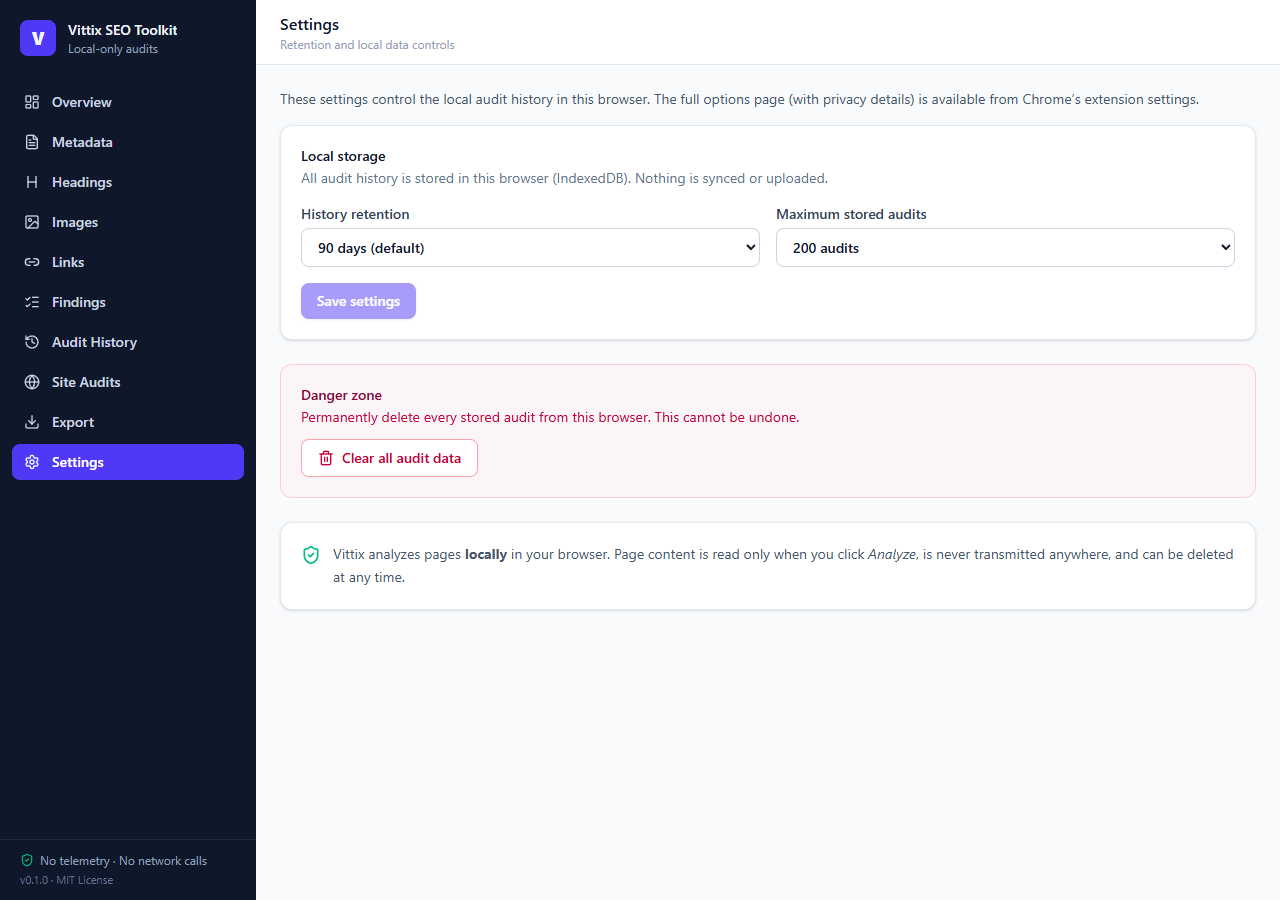 V
Vittix SEO Toolkit
Local-only audits
Overview
Metadata
Headings
Images
Links
Findings
Audit History
Site Audits
Export
Settings
No telemetry · No network calls
v0.1.0 · MIT License
Settings
Retention and local data controls
These settings control the local audit history in this browser. The full options page (with privacy details) is available from Chrome’s extension settings.
Local storage
All audit history is stored in this browser (IndexedDB). Nothing is synced or uploaded.
History retention
90 days (default)
Maximum stored audits
200 audits
Save settings
Danger zone
Permanently delete every stored audit from this browser. This cannot be undone.
Clear all audit data
Vittix analyzes pages locally in your browser. Page content is read only when you click Analyze, is never transmitted anywhere, and can be deleted
at any time.